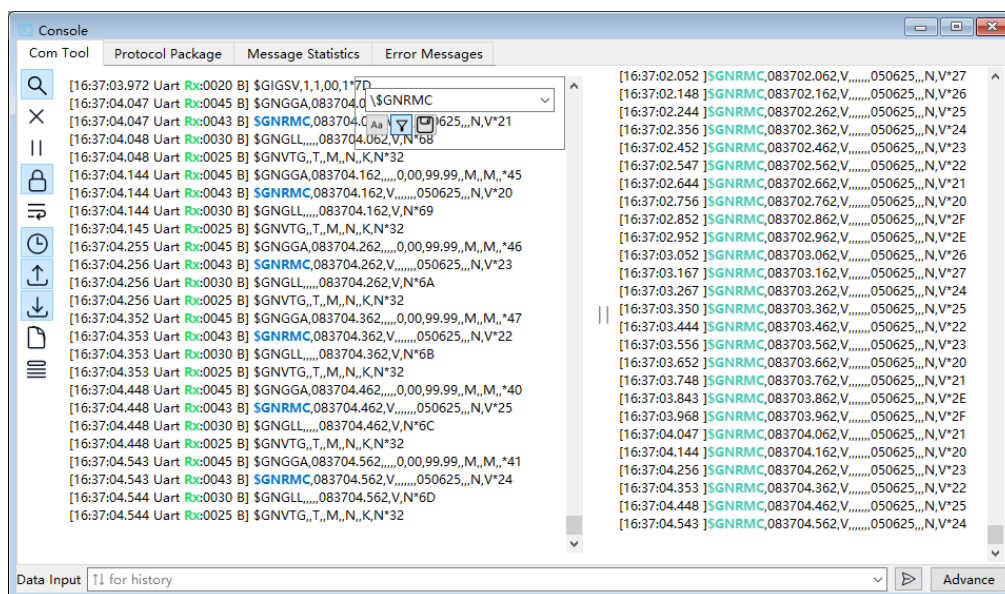 Console
Com Tool Protocol Package Message Statistics Error Messages
[16:37:03.972 Uart Rx:0020 B] $GIGSV,1,1,00,1*7D
[16:37:04.047 Uart Rx:0045 B] $GNGGA,083704.0
[16:37:04.047 Uart Rx:0043 B] $GNRMC,083704.0 50625,,,N,V*21
[16:37:04.048 Uart Rx:0030 B] $GNGLL,,,,,083704.062,V,N*68
[16:37:04.048 Uart Rx:0025 B] $GNVTG,,T,,M,,N,,K,N*32
[16:37:04.144 Uart Rx:0045 B] $GNGGA,083704.162,,,,,0,00,99.99,,M,,M,,*45
[16:37:04.144 Uart Rx:0043 B] $GNRMC,083704.162,V,,,,,,,050625,,,N,V*20
[16:37:04.144 Uart Rx:0030 B] $GNGLL,,,,,083704.162,V,N*69
[16:37:04.145 Uart Rx:0025 B] $GNVTG,,T,,M,,N,,K,N*32
[16:37:04.255 Uart Rx:0045 B] $GNGGA,083704.262,,,,,0,00,99.99,,M,,M,,*46
[16:37:04.256 Uart Rx:0043 B] $GNRMC,083704.262,V,,,,,,,050625,,,N,V*23
[16:37:04.256 Uart Rx:0030 B] $GNGLL,,,,,083704.262,V,N*6A
[16:37:04.256 Uart Rx:0025 B] $GNVTG,,T,,M,,N,,K,N*32
[16:37:04.352 Uart Rx:0045 B] $GNGGA,083704.362,,,,,0,00,99.99,,M,,M,,*47
[16:37:04.353 Uart Rx:0043 B] $GNRMC,083704.362,V,,,,,,,050625,,,N,V*22
[16:37:04.353 Uart Rx:0030 B] $GNGLL,,,,,083704.362,V,N*6B
[16:37:04.353 Uart Rx:0025 B] $GNVTG,,T,,M,,N,,K,N*32
[16:37:04.448 Uart Rx:0045 B] $GNGGA,083704.462,,,,,0,00,99.99,,M,,M,,*40
[16:37:04.448 Uart Rx:0043 B] $GNRMC,083704.462,V,,,,,,,050625,,,N,V*25
[16:37:04.448 Uart Rx:0030 B] $GNGLL,,,,,083704.462,V,N*6C
[16:37:04.448 Uart Rx:0025 B] $GNVTG,,T,,M,,N,,K,N*32
[16:37:04.543 Uart Rx:0045 B] $GNGGA,083704.562,,,,,0,00,99.99,,M,,M,,*41
[16:37:04.543 Uart Rx:0043 B] $GNRMC,083704.562,V,,,,,,,050625,,,N,V*24
[16:37:04.544 Uart Rx:0030 B] $GNGLL,,,,,083704.562,V,N*6D
[16:37:04.544 Uart Rx:0025 B] $GNVTG,,T,,M,,N,,K,N*32
\$GNRMC
Aa
[16:37:02.052 ]$GNRMC,083702.062,V,,,,,,,050625,,,N,V*27
[16:37:02.148 ]$GNRMC,083702.162,V,,,,,,,050625,,,N,V*26
[16:37:02.244 ]$GNRMC,083702.262,V,,,,,,,050625,,,N,V*25
[16:37:02.356 ]$GNRMC,083702.362,V,,,,,,,050625,,,N,V*24
[16:37:02.452 ]$GNRMC,083702.462,V,,,,,,,050625,,,N,V*23
[16:37:02.547 ]$GNRMC,083702.562,V,,,,,,,050625,,,N,V*22
[16:37:02.644 ]$GNRMC,083702.662,V,,,,,,,050625,,,N,V*21
[16:37:02.756 ]$GNRMC,083702.762,V,,,,,,,050625,,,N,V*20
[16:37:02.852 ]$GNRMC,083702.862,V,,,,,,,050625,,,N,V*2F
[16:37:02.952 ]$GNRMC,083702.962,V,,,,,,,050625,,,N,V*2E
[16:37:03.052 ]$GNRMC,083703.062,V,,,,,,,050625,,,N,V*26
[16:37:03.167 ]$GNRMC,083703.162,V,,,,,,,050625,,,N,V*27
[16:37:03.267 ]$GNRMC,083703.262,V,,,,,,,050625,,,N,V*24
[16:37:03.350 ]$GNRMC,083703.362,V,,,,,,,050625,,,N,V*25
[16:37:03.444 ]$GNRMC,083703.462,V,,,,,,,050625,,,N,V*22
[16:37:03.556 ]$GNRMC,083703.562,V,,,,,,,050625,,,N,V*23
[16:37:03.652 ]$GNRMC,083703.662,V,,,,,,,050625,,,N,V*20
[16:37:03.748 ]$GNRMC,083703.762,V,,,,,,,050625,,,N,V*21
[16:37:03.843 ]$GNRMC,083703.862,V,,,,,,,050625,,,N,V*2E
[16:37:03.968 ]$GNRMC,083703.962,V,,,,,,,050625,,,N,V*2F
[16:37:04.047 ]$GNRMC,083704.062,V,,,,,,,050625,,,N,V*21
[16:37:04.144 ]$GNRMC,083704.162,V,,,,,,,050625,,,N,V*20
[16:37:04.256 ]$GNRMC,083704.262,V,,,,,,,050625,,,N,V*23
[16:37:04.353 ]$GNRMC,083704.362,V,,,,,,,050625,,,N,V*22
[16:37:04.448 ]$GNRMC,083704.462,V,,,,,,,050625,,,N,V*25
[16:37:04.543 ]$GNRMC,083704.562,V,,,,,,,050625,,,N,V*24
Data Input ↑↓ for history Advance